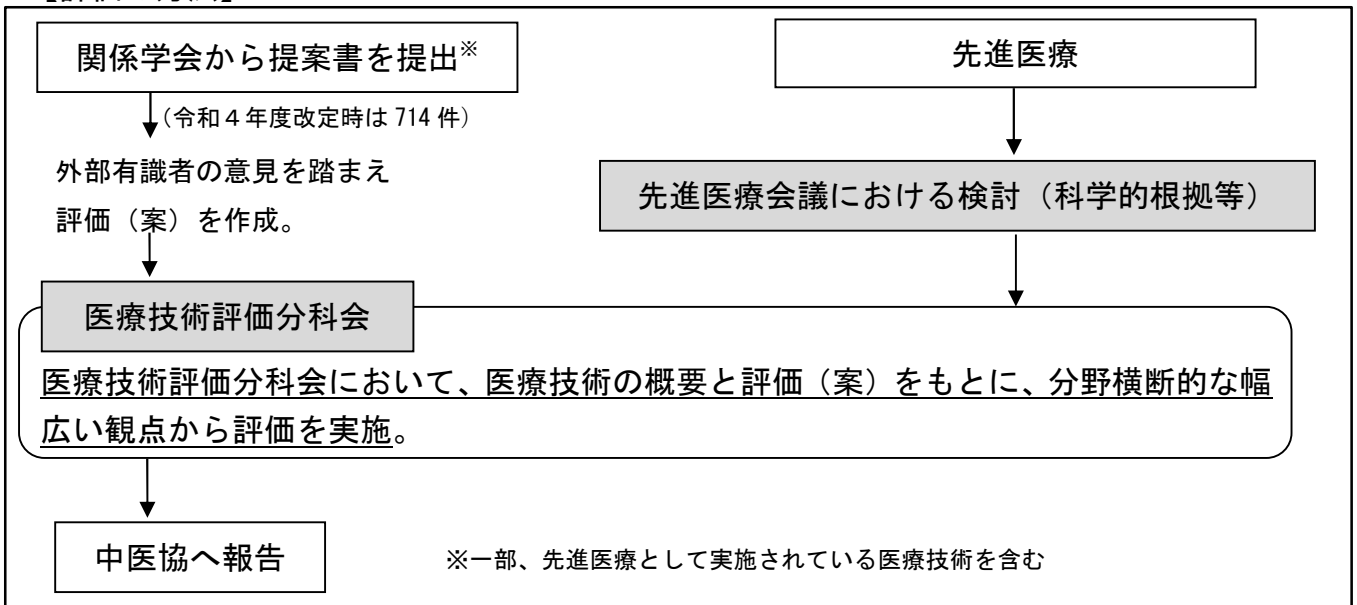 関係学会から提案書を提出※
(令和4年度改定時は 714 件)
外部有識者の意見を踏まえ
評価（案）を作成。
先進医療
先進医療会議における検討（科学的根拠等）
医療技術評価分科会
医療技術評価分科会において、医療技術の概要と評価（案）をもとに、分野横断的な幅
広い観点から評価を実施。
中医協へ報告
※一部、先進医療として実施されている医療技術を含む